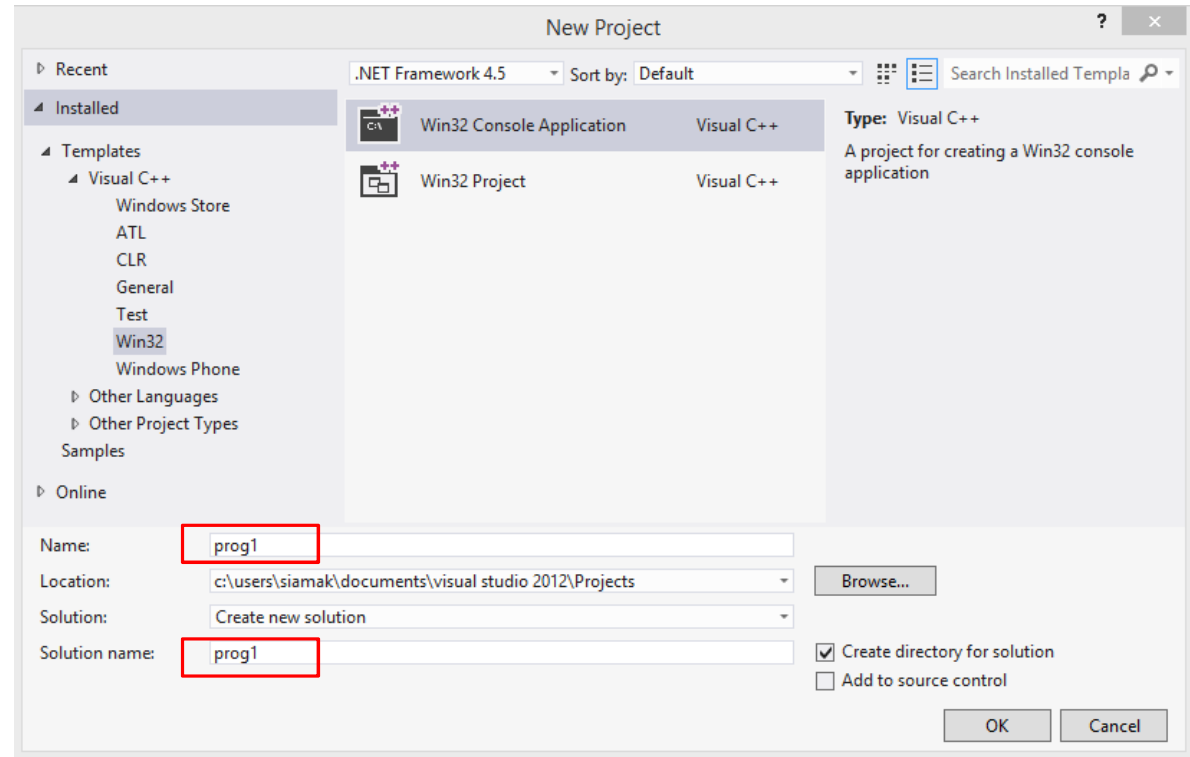 New Project
?
Recent
.NET Framework 4.5
Sort by:
Default
Search Installed Templa
Installed
Templates
Visual C++
Windows Store
ATL
CLR
General
Test
Win32
Windows Phone
Other Languages
Other Project Types
Samples
Online
C:\
++
Win32 Console Application
Visual C++
++
Win32 Project
Visual C++
Type: Visual C++
A project for creating a Win32 console
application
Name:
prog1
Location:
c:\users\siamak\documents\visual studio 2012\Projects
Browse...
Solution:
Create new solution
Solution name:
prog1
Create directory for solution
Add to source control
OK
Cancel